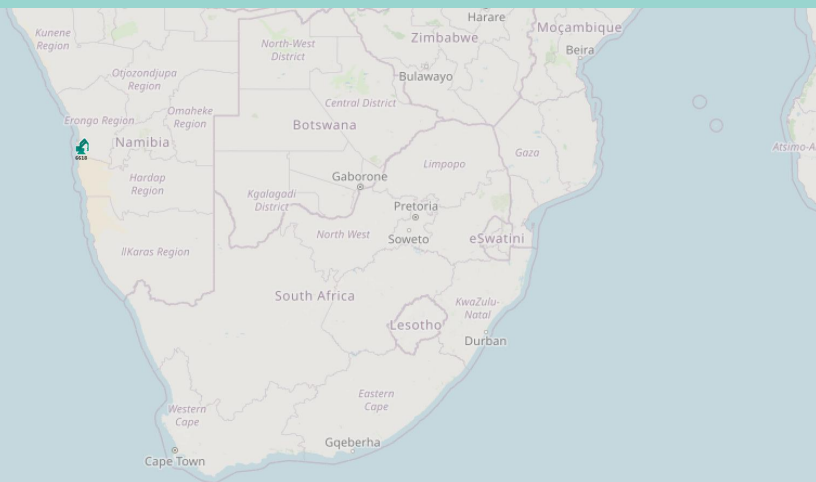 Harare
Moçambique
Kunene
Region
Zimbabwe
North-West
District
Beira
Otjozondjupa
Region
Bulawayo
Central District
Omaheke
Region
Erongo Region
Botswana
Namibia
Atsimo-A
Gaza
6610
Limpopo
Gaborone
Hardap
Region
Kgalagadi
District
Pretoria
North West
Soweto
eSwatini
ǁKaras Region
South Africa
KwaZulu-
Natal
Lesotho
Durban
Eastern
Cape
Western
Cape
Gqeberha
Cape Town